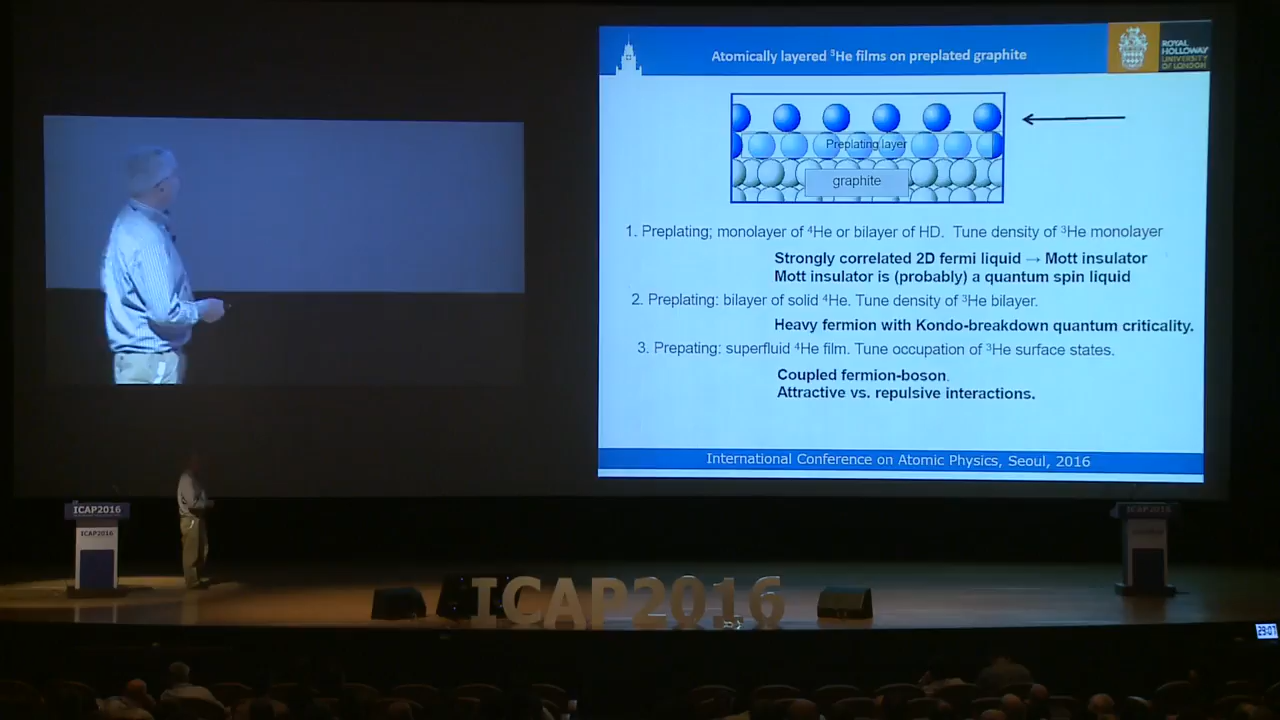 Atomically layered ³He films on preplated graphite
ROYAL
HOLLOWAY
UNIVERSITY
OF LONDON
Preplating layer
graphite
1. Preplating; monolayer of ⁴He or bilayer of HD. Tune density of ³He monolayer
Strongly correlated 2D fermi liquid → Mott insulator
Mott insulator is (probably) a quantum spin liquid
2. Preplating: bilayer of solid ⁴He. Tune density of ³He bilayer.
Heavy fermion with Kondo-breakdown quantum criticality.
3. Prepating: superfluid ⁴He film. Tune occupation of ³He surface states.
Coupled fermion-boson.
Attractive vs. repulsive interactions.
International Conference on Atomic Physics, Seoul, 2016
ICAP2016
ICAP2016
ICAP2016
ICAP2016
29:07